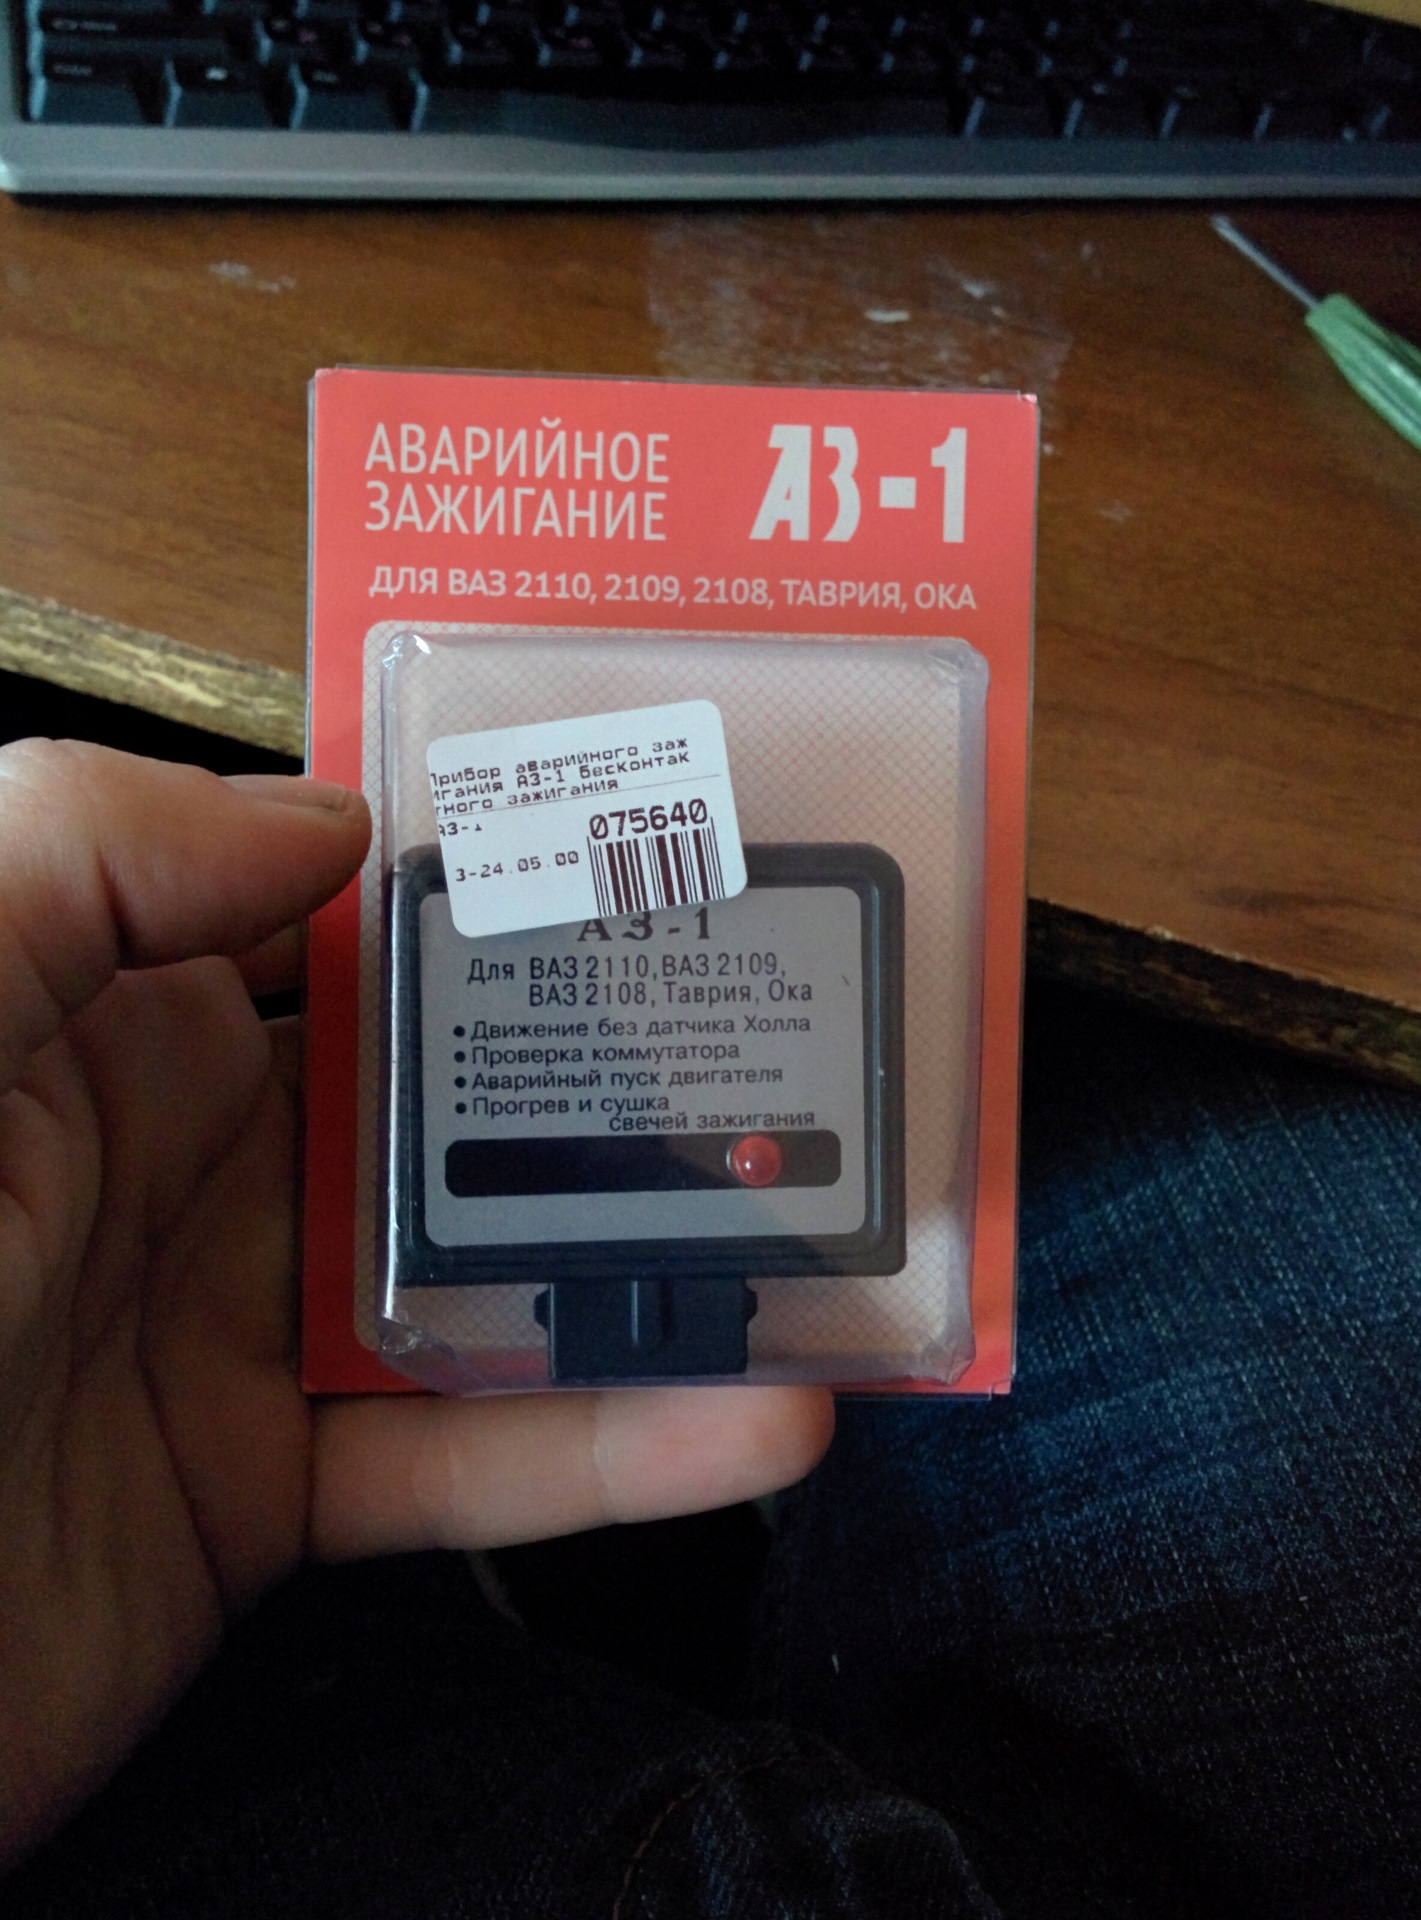 АВАРИЙНОЕ
ЗАЖИГАНИЕ
АЗ-1
ДЛЯ ВАЗ 2110, 2109, 2108, ТАВРИЯ, ОКА
Прибор аварийного заж
игания АЗ-1 бесконтак
тного зажигания
АЗ-1
075640
3-24.05.00
АЗ-1
Для ВАЗ 2110, ВАЗ 2109,
ВАЗ 2108, Таврия, Ока
• Движение без датчика Холла
• Проверка коммутатора
• Аварийный пуск двигателя
• Прогрев и сушка
свечей зажигания